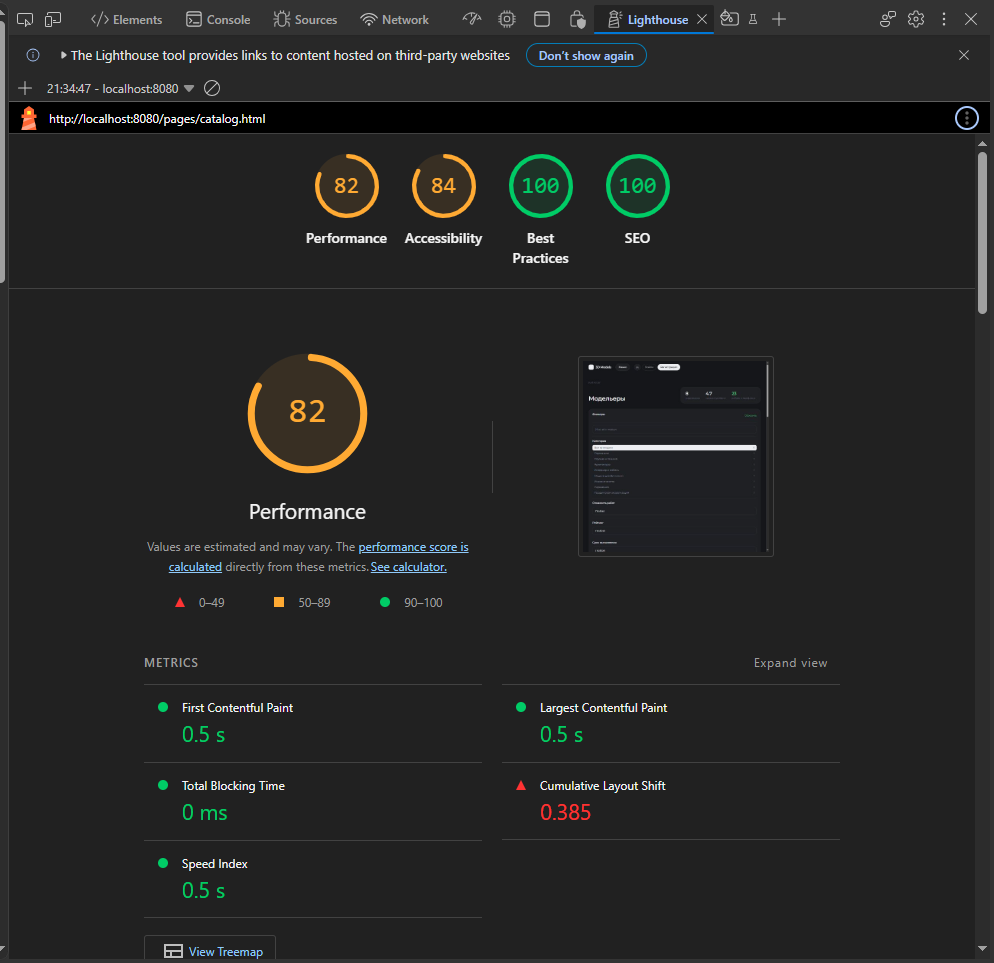 Elements Console Sources Network Lighthouse
The Lighthouse tool provides links to content hosted on third-party websites Don't show again
21:34:47 - localhost:8080
http://localhost:8080/pages/catalog.html
82 84 100 100
Performance Accessibility Best Practices SEO
82
Performance
Values are estimated and may vary. The performance score is
calculated directly from these metrics. See calculator.
0–49 50–89 90–100
Модельеры
METRICS Expand view
First Contentful Paint
0.5 s
Largest Contentful Paint
0.5 s
Total Blocking Time
0 ms
Cumulative Layout Shift
0.385
Speed Index
0.5 s
View Treemap